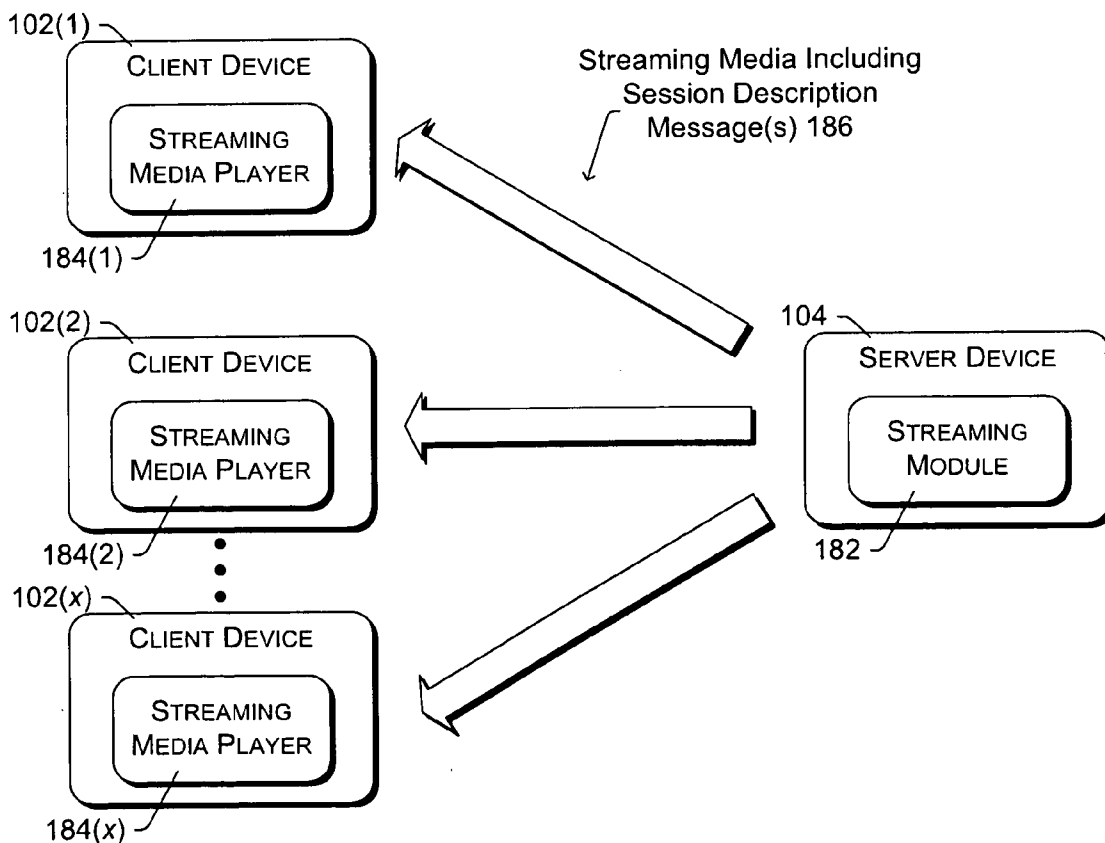 102(1)
CLIENT DEVICE
STREAMING
MEDIA PLAYER
184(1)
Streaming Media Including
Session Description
Message(s) 186
102(2)
CLIENT DEVICE
STREAMING
MEDIA PLAYER
184(2)
104
SERVER DEVICE
STREAMING
MODULE
182
102(x)
CLIENT DEVICE
STREAMING
MEDIA PLAYER
184(x)